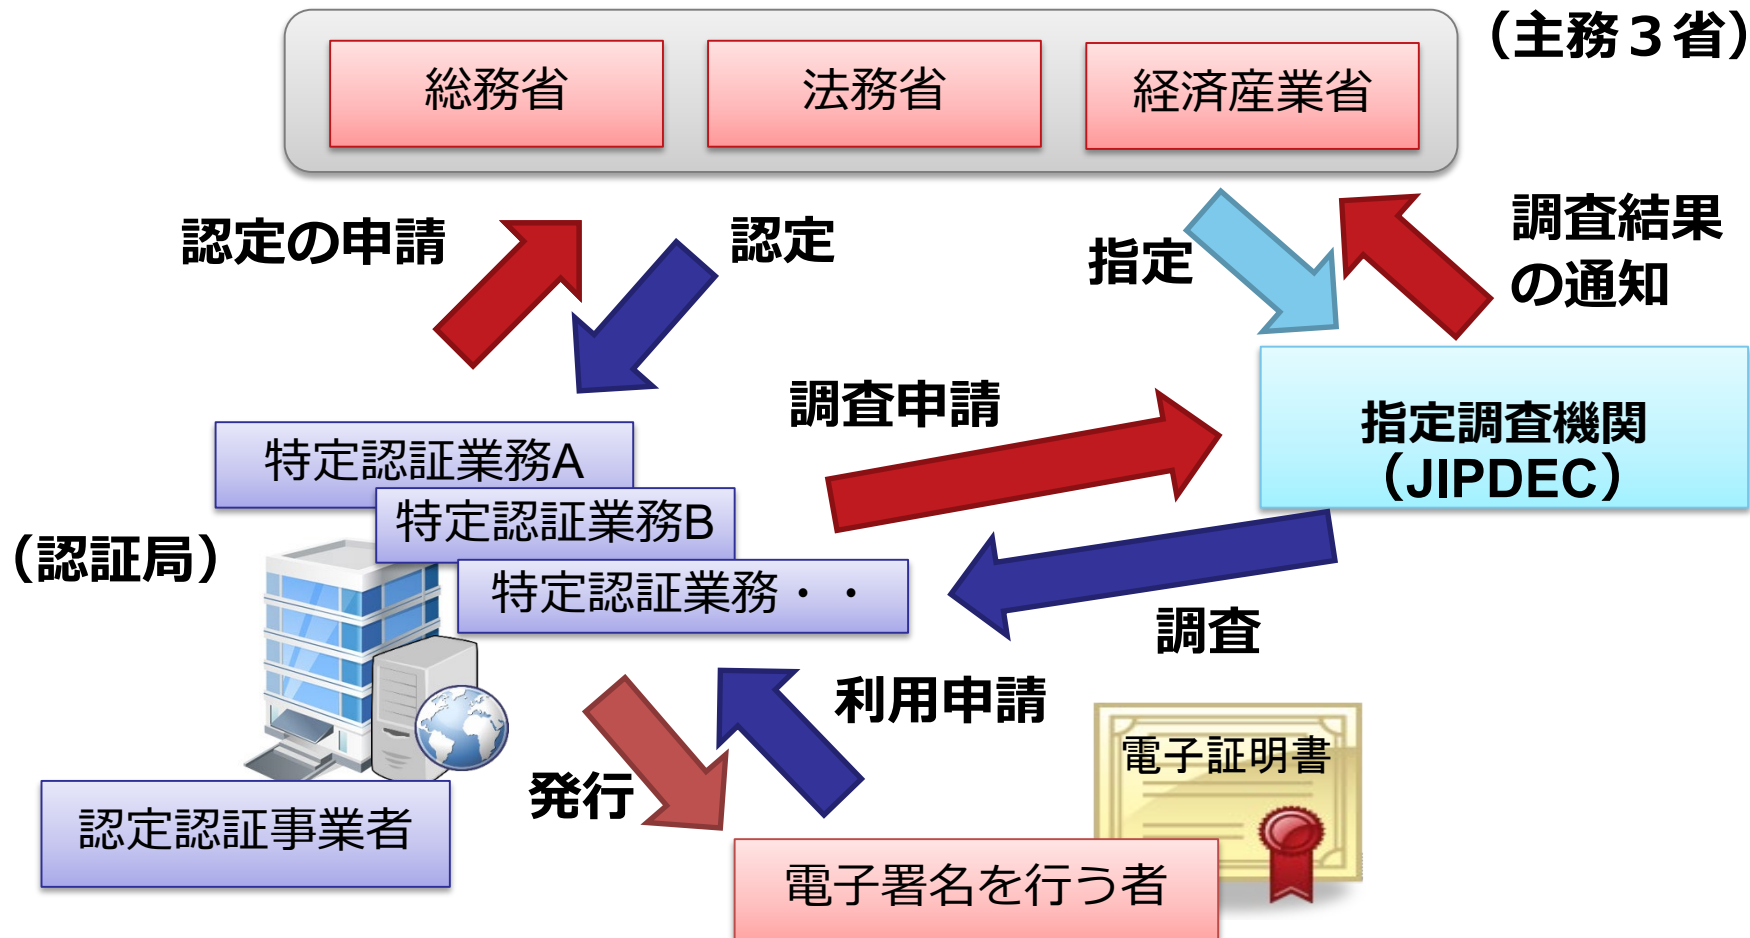 （主務３省）
総務省
法務省
経済産業省
認定の申請
認定
指定
調査結果
の通知
調査申請
指定調査機関
（JIPDEC）
特定認証業務A
特定認証業務B
特定認証業務・・
（認証局）
調査
利用申請
電子証明書
発行
認定認証事業者
電子署名を行う者